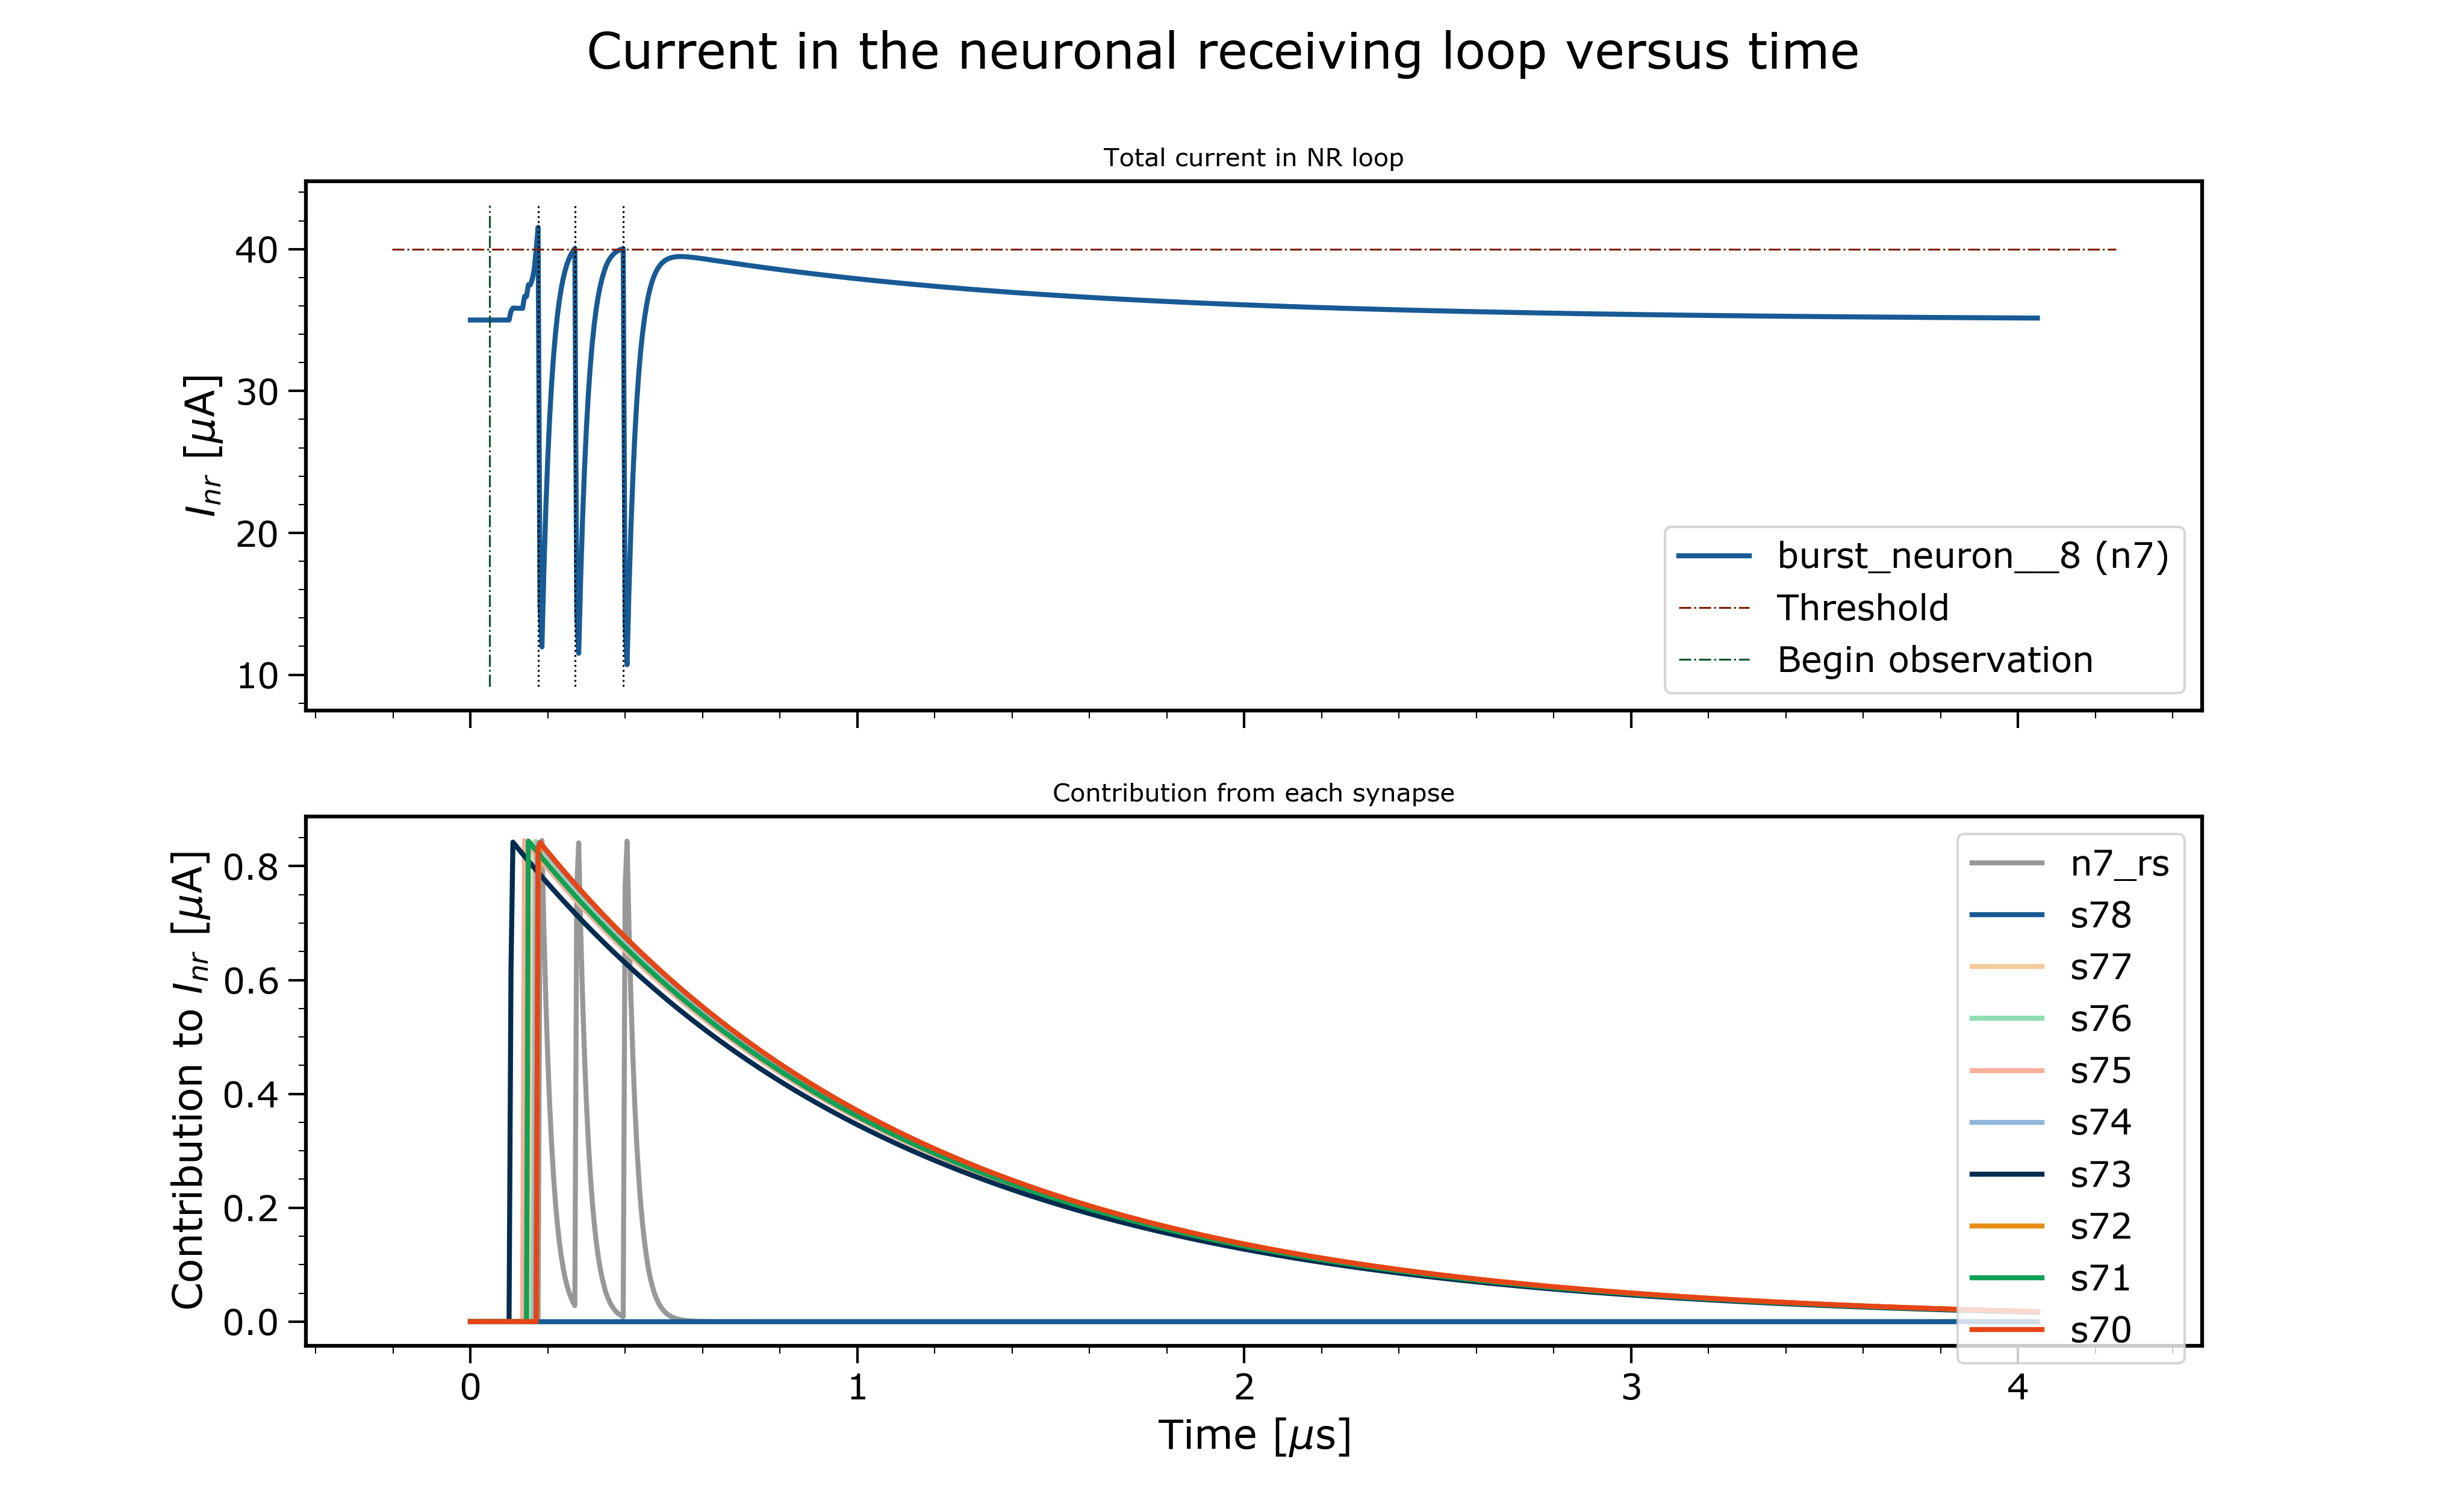 Current in the neuronal receiving loop versus time
Total current in NR loop
40
30
20
10
I_nr [μA]
burst_neuron__8 (n7)
Threshold
Begin observation
Contribution from each synapse
0.8
0.6
0.4
0.2
0.0
Contribution to I_nr [μA]
n7_rs
s78
s77
s76
s75
s74
s73
s72
s71
s70
0 1 2 3 4
Time [μs]